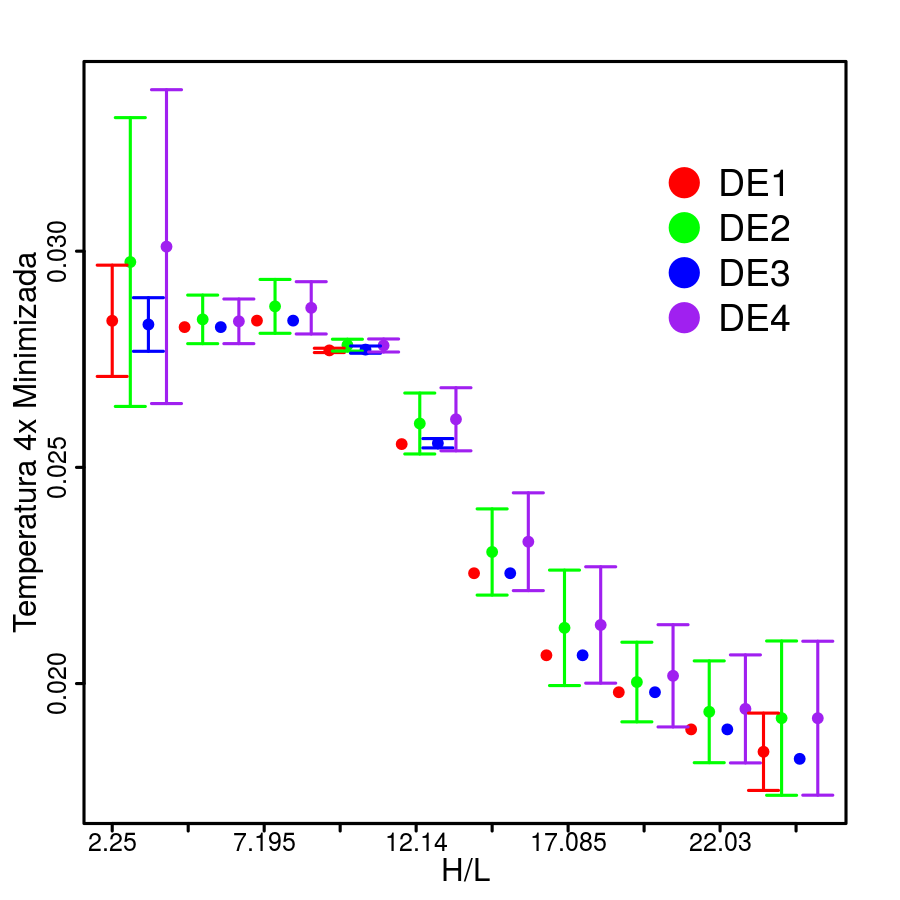 Temperatura 4x Minimizada
0.030
0.025
0.020
DE1
DE2
DE3
DE4
2.25 7.195 12.14 17.085 22.03
H/L